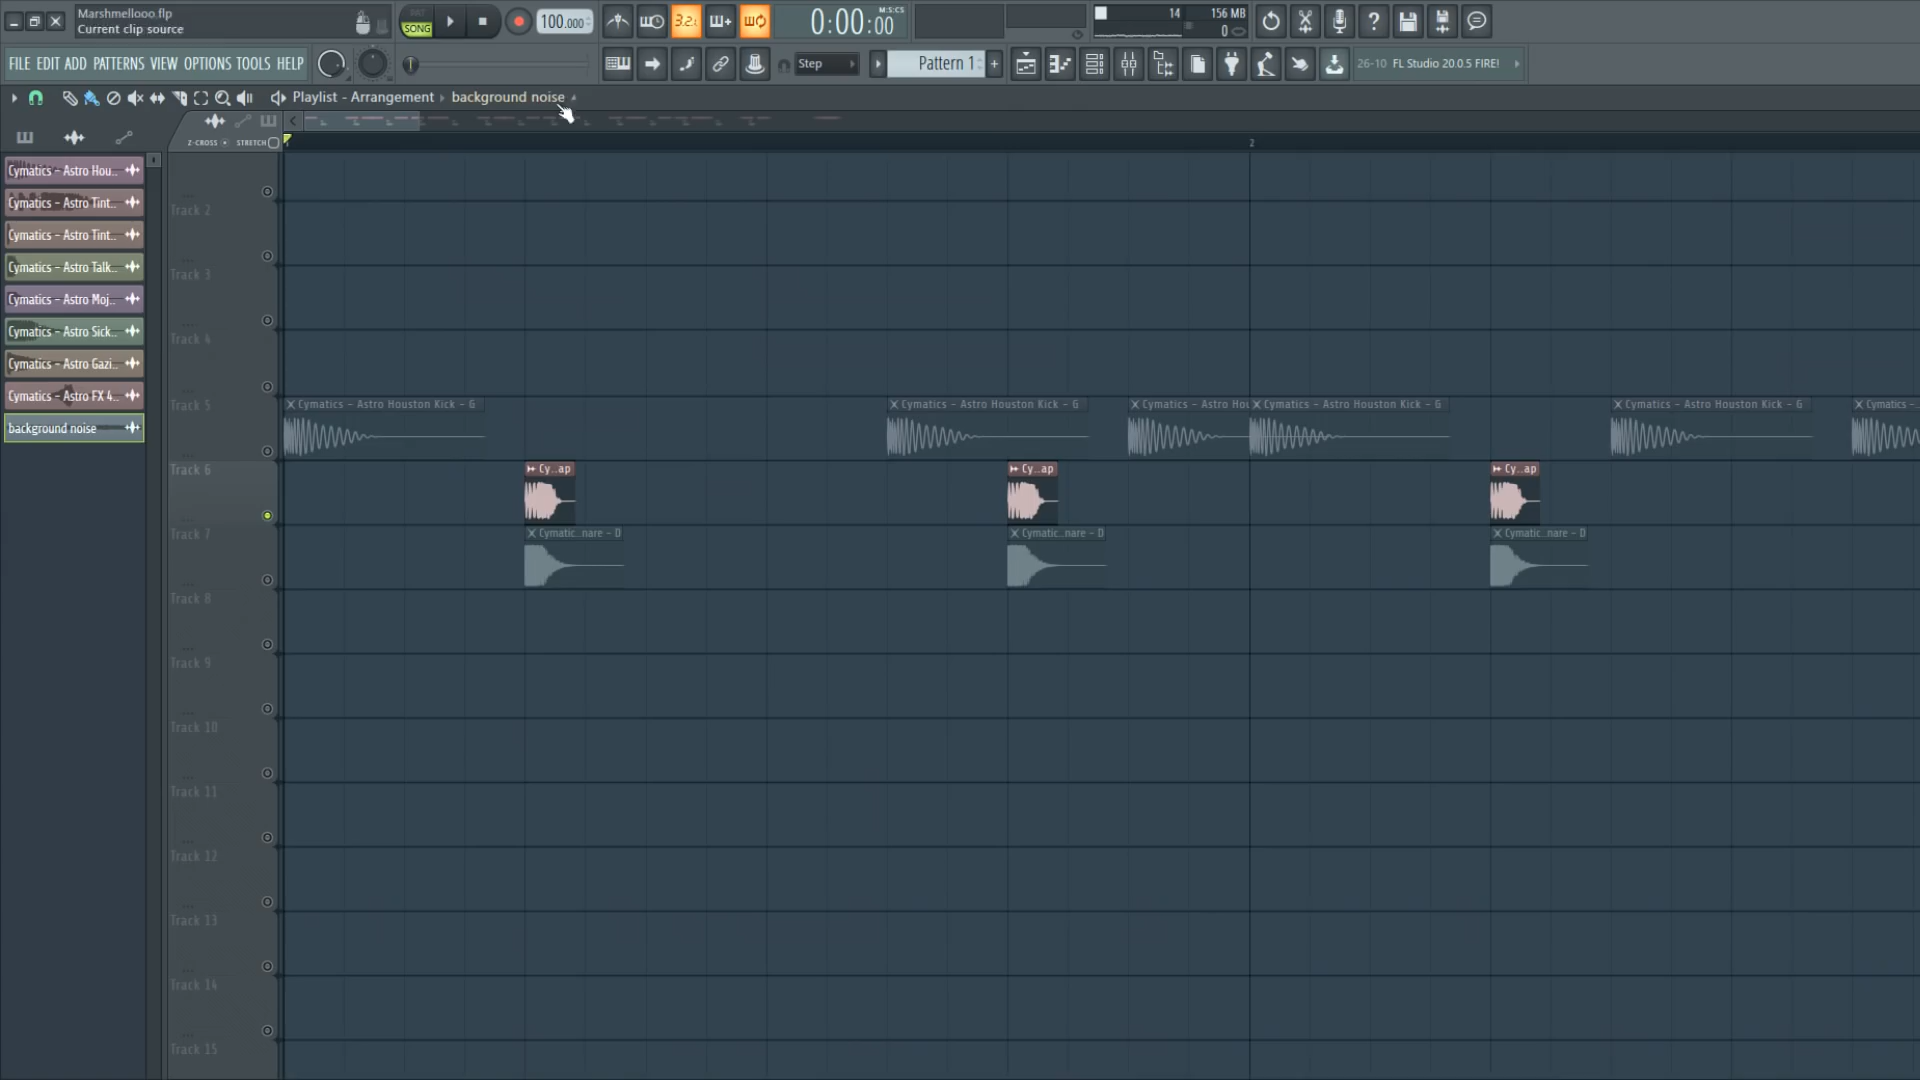 Marshmellooo.flp
Current clip source
PAT
SONG
100.000
3.2.
0:00:00
M:S:CS
14
156 MB
0
FILE EDIT ADD PATTERNS VIEW OPTIONS TOOLS HELP
Step
Pattern 1
26-10 FL Studio 20.0.5 FIRE!
Playlist - Arrangement
background noise
Z-CROSS
STRETCH
2
Cymatics - Astro Hou..
Cymatics - Astro Tint..
Cymatics - Astro Tint..
Cymatics - Astro Talk..
Cymatics - Astro Moj..
Cymatics - Astro Sick..
Cymatics - Astro Gazi..
Cymatics - Astro FX 4..
background noise
Track 2
Track 3
Track 4
Track 5
Cymatics - Astro Houston Kick - G
Cymatics - Astro Houston Kick - G
Cymatics - Astro Hou
Cymatics - Astro Houston Kick - G
Cymatics - Astro Houston Kick - G
Cymatics -
Track 6
Cy..ap
Cy..ap
Cy..ap
Track 7
Cymatic..nare - D
Cymatic..nare - D
Cymatic..nare - D
Track 8
Track 9
Track 10
Track 11
Track 12
Track 13
Track 14
Track 15